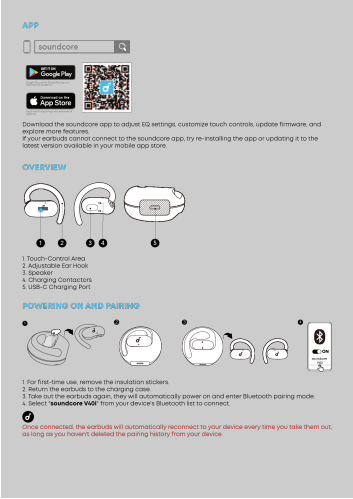 APP
soundcore
GET IT ON
Google Play
Download on the
App Store
Download the soundcore app to adjust EQ settings, customize touch controls, update firmware, and
explore more features.
If your earbuds cannot connect to the soundcore app, try re-installing the app or updating it to the
latest version available in your mobile app store.
OVERVIEW
1 2 3 4 5
1. Touch-Control Area
2. Adjustable Ear Hook
3. Speaker
4. Charging Contactors
5. USB-C Charging Port
POWERING ON AND PAIRING
1 2 3 4
ON
soundcore
1. For first-time use, remove the insulation stickers.
2. Return the earbuds to the charging case.
3. Take out the earbuds again, they will automatically power on and enter Bluetooth pairing mode.
4. Select "soundcore V40i" from your device's Bluetooth list to connect.
Once connected, the earbuds will automatically reconnect to your device every time you take them out,
as long as you haven't deleted the pairing history from your device.